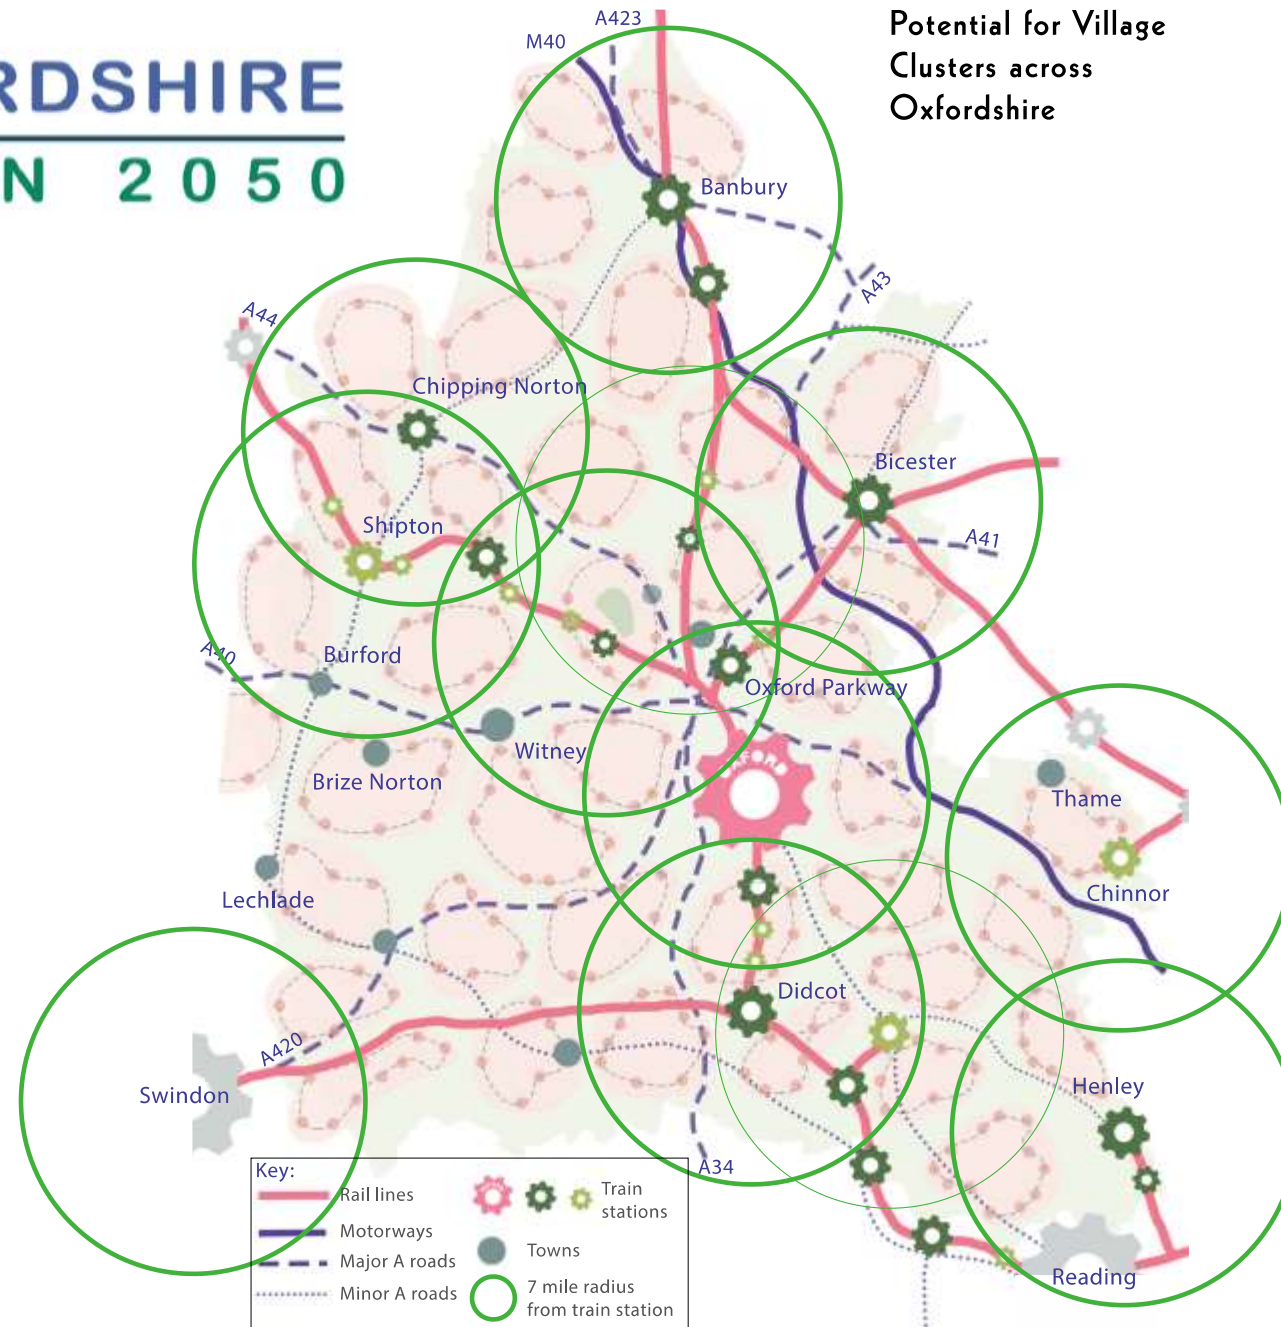 RDSHIRE
N 2050
Potential for Village
Clusters across
Oxfordshire
A423
M40
Banbury
A43
A44
Chipping Norton
Bicester
Shipton
A41
A40
Burford
Oxford Parkway
Witney
Brize Norton
Thame
Lechlade
Chinnor
Didcot
A420
Swindon
Henley
A34
Reading
Key:
Rail lines
Motorways
Major A roads
Minor A roads
Train
stations
Towns
7 mile radius
from train station